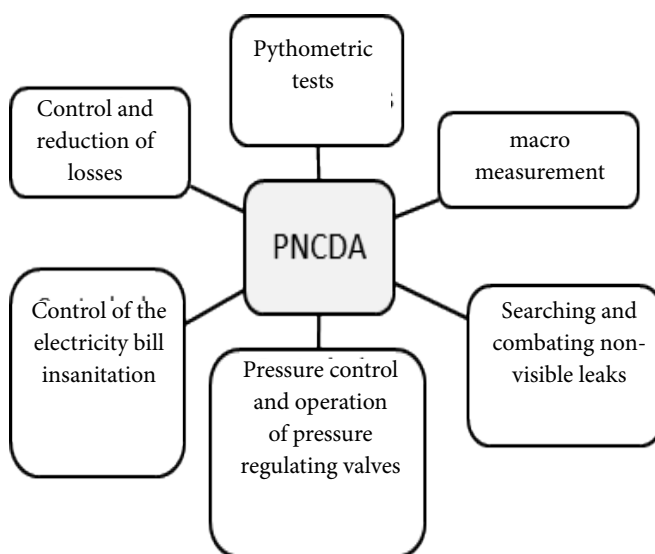 Pythometric
tests
Control and
reduction of
losses
macro
measurement
PNCDA
Control of the
electricity bill
insanitation
Searching and
combating non-
visible leaks
Pressure control
and operation
of pressure
regulating valves